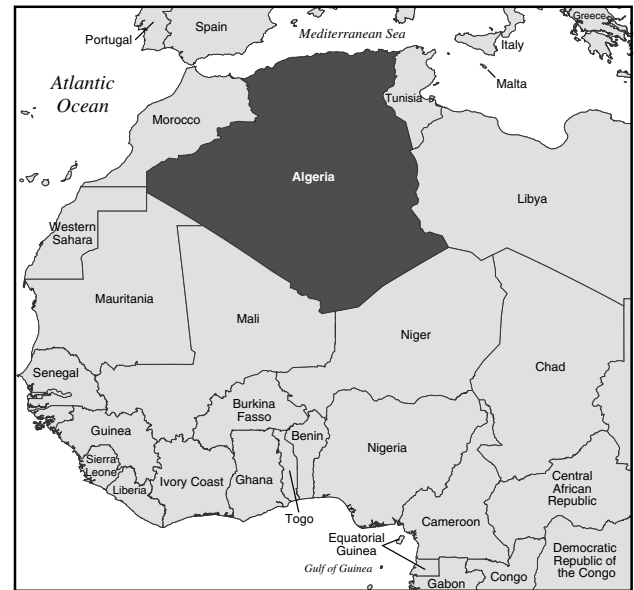 Spain
Greece
Portugal
Mediterranean Sea
Italy
Malta
Atlantic
Ocean
Tunisia
Morocco
Algeria
Libya
Western
Sahara
Mauritania
Mali
Niger
Chad
Senegal
Burkina
Faso
Guinea
Benin
Nigeria
Sierra
Leone
Liberia
Ivory Coast
Ghana
Togo
Central
African
Republic
Cameroon
Equatorial
Guinea
Gulf of Guinea
Gabon
Congo
Democratic
Republic of
the Congo